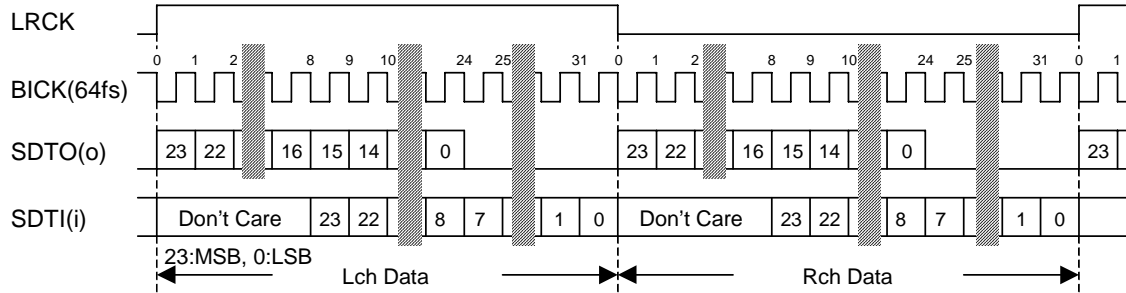 LRCK
0 1 2 8 9 10 24 25 31 0 1 2 8 9 10 24 25 31 0 1
BICK(64fs)
SDTO(o) 23 22 16 15 14 0 23 22 16 15 14 0 23
SDTI(i) Don't Care 23 22 8 7 1 0 Don't Care 23 22 8 7 1 0
23:MSB, 0:LSB
Lch Data Rch Data